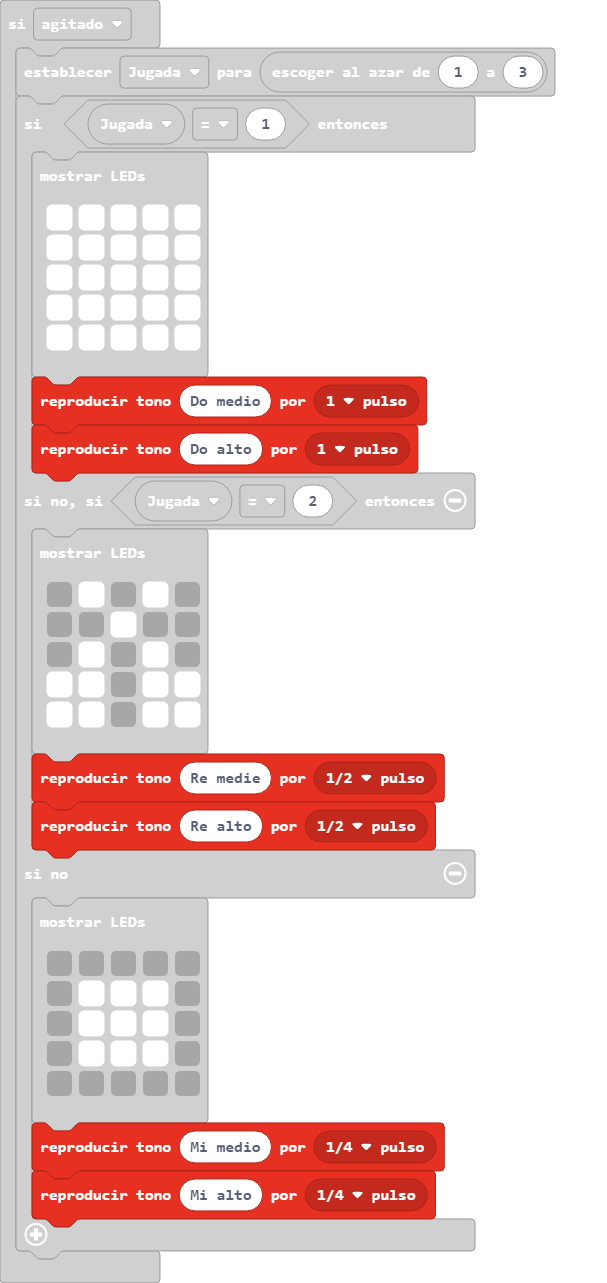 si agitado
establecer Jugada para escoger al azar de 1 a 3
si Jugada = 1 entonces
mostrar LEDs
reproducir tono Do medio por 1 pulso
reproducir tono Do alto por 1 pulso
si no, si Jugada = 2 entonces
mostrar LEDs
reproducir tono Re medie por 1/2 pulso
reproducir tono Re alto por 1/2 pulso
si no
mostrar LEDs
reproducir tono Mi medio por 1/4 pulso
reproducir tono Mi alto por 1/4 pulso